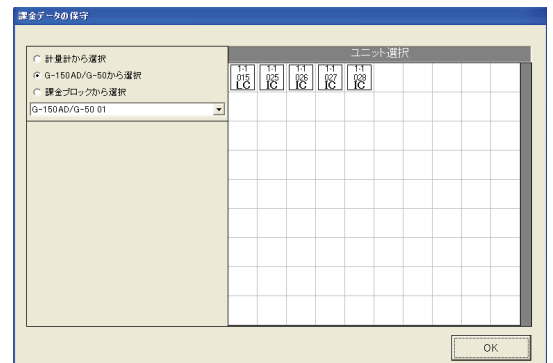 課金データの保守
計量計から選択
G-150AD/G-50から選択
課金ブロックから選択
G-150AD/G-50 01
ユニット選択
1-1 1-1 1-1 1-1 1-1
015 025 026 027 028
LC IC IC IC IC
OK